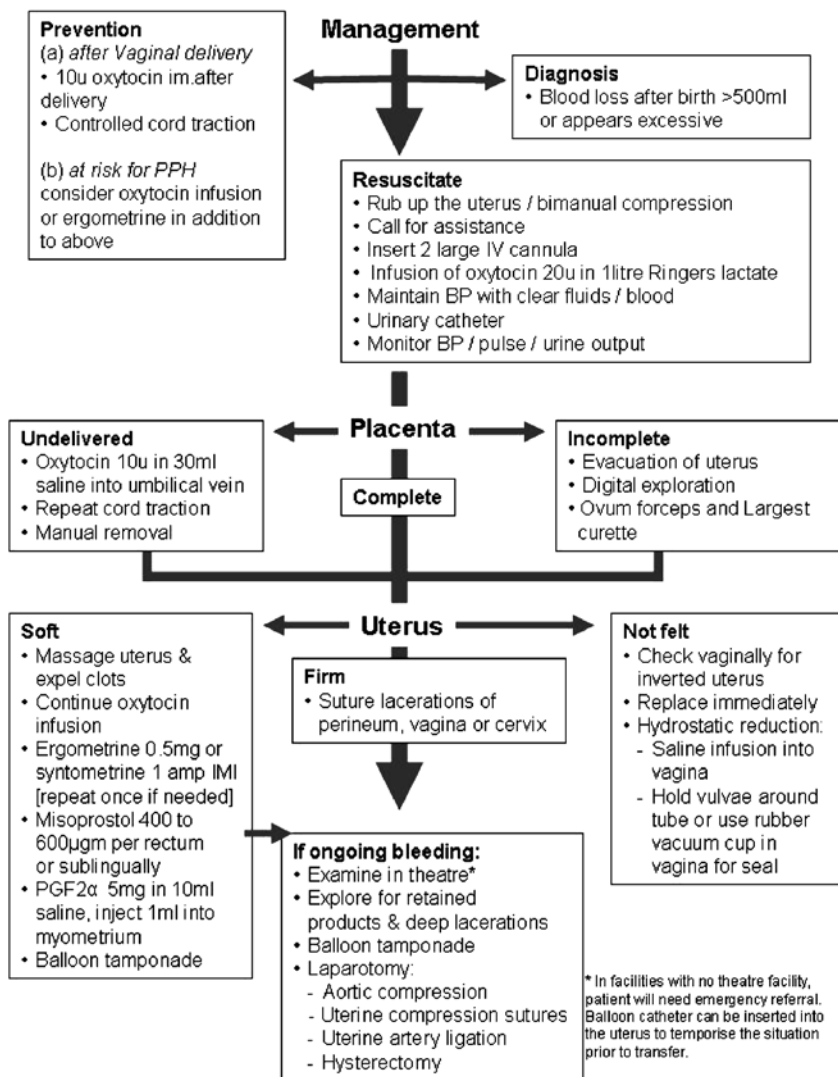 Management
Prevention
(a) after Vaginal delivery
• 10u oxytocin im.after
delivery
• Controlled cord traction
(b) at risk for PPH
consider oxytocin infusion
or ergometrine in addition
to above
Diagnosis
• Blood loss after birth >500ml
or appears excessive
Resuscitate
• Rub up the uterus / bimanual compression
• Call for assistance
• Insert 2 large IV cannula
• Infusion of oxytocin 20u in 1litre Ringers lactate
• Maintain BP with clear fluids / blood
• Urinary catheter
• Monitor BP / pulse / urine output
Placenta
Undelivered
• Oxytocin 10u in 30ml
saline into umbilical vein
• Repeat cord traction
• Manual removal
Complete
Incomplete
• Evacuation of uterus
• Digital exploration
• Ovum forceps and Largest
curette
Uterus
Soft
• Massage uterus &
expel clots
• Continue oxytocin
infusion
• Ergometrine 0.5mg or
syntometrine 1 amp IMI
[repeat once if needed]
• Misoprostol 400 to
600µgm per rectum
or sublingually
• PGF2α 5mg in 10ml
saline, inject 1ml into
myometrium
• Balloon tamponade
Firm
• Suture lacerations of
perineum, vagina or cervix
Not felt
• Check vaginally for
inverted uterus
• Replace immediately
• Hydrostatic reduction:
- Saline infusion into
vagina
- Hold vulvae around
tube or use rubber
vacuum cup in
vagina for seal
If ongoing bleeding:
• Examine in theatre*
• Explore for retained
products & deep lacerations
• Balloon tamponade
• Laparotomy:
- Aortic compression
- Uterine compression sutures
- Uterine artery ligation
- Hysterectomy
* In facilities with no theatre facility,
patient will need emergency referral.
Balloon catheter can be inserted into
the uterus to temporise the situation
prior to transfer.